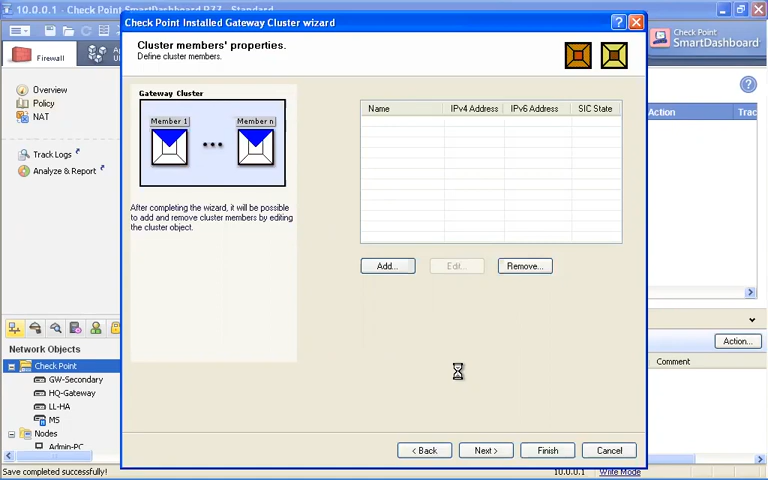 10.0.0.1 - Check Point SmartDashboard R77 - Standard
Check Point Installed Gateway Cluster wizard
Cluster members' properties.
Define cluster members.
Check Point
SmartDashboard
Firewall
Overview
Policy
NAT
Track Logs
Analyze & Report
Gateway Cluster
Member 1
Member n
After completing the wizard, it will be possible
to add and remove cluster members by editing
the cluster object.
Name IPv4 Address IPv6 Address SIC State
Add... Edit... Remove...
Action Trac
Action...
Comment
Network Objects
Check Point
GW-Secondary
HQ-Gateway
LL-HA
MS
Nodes
Admin-PC
< Back Next > Finish Cancel
Save completed successfully! 10.0.0.1 Write Mode